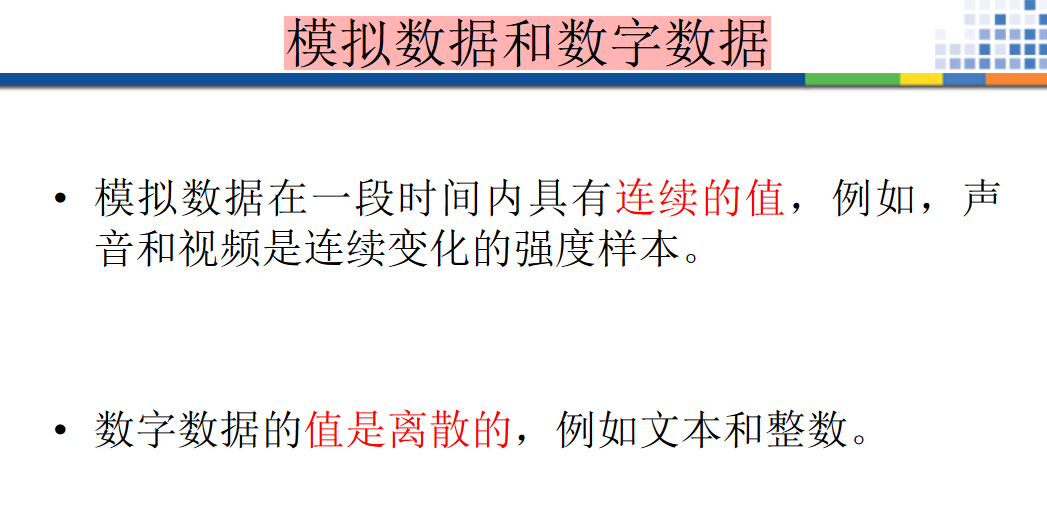 模拟数据和数字数据
• 模拟数据在一段时间内具有连续的值，例如，声
音和视频是连续变化的强度样本。
• 数字数据的值是离散的，例如文本和整数。